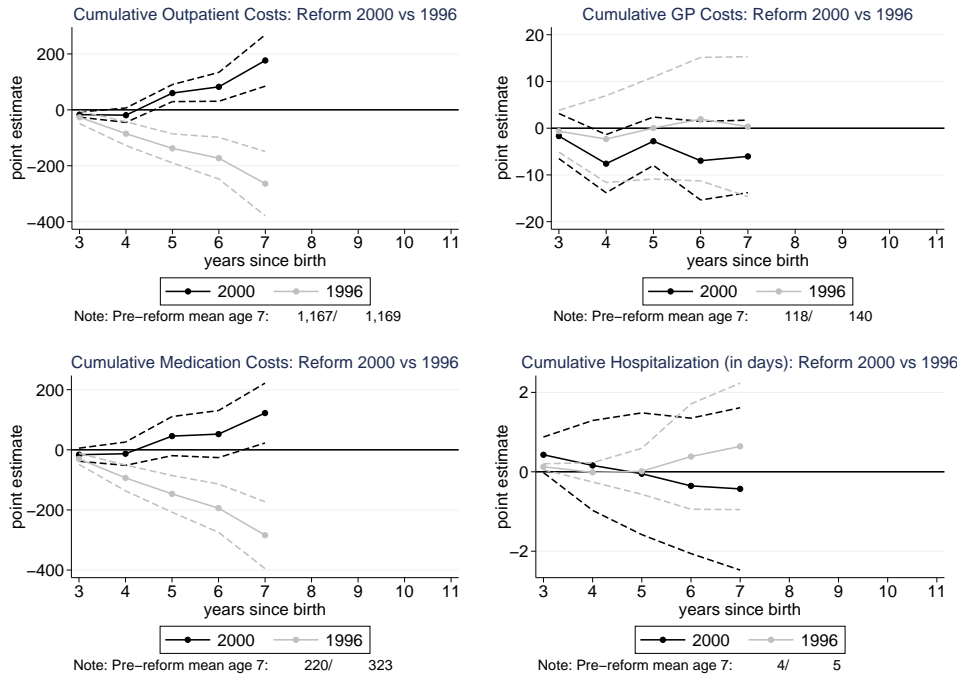 Cumulative Outpatient Costs: Reform 2000 vs 1996
point estimate
200
0
−200
−400
3 4 5 6 7 8 9 10 11
years since birth
2000 1996
Note: Pre−reform mean age 7: 1,167/ 1,169
Cumulative GP Costs: Reform 2000 vs 1996
point estimate
20
10
0
−10
−20
3 4 5 6 7 8 9 10 11
years since birth
2000 1996
Note: Pre−reform mean age 7: 118/ 140
Cumulative Medication Costs: Reform 2000 vs 1996
point estimate
200
0
−200
−400
3 4 5 6 7 8 9 10 11
years since birth
2000 1996
Note: Pre−reform mean age 7: 220/ 323
Cumulative Hospitalization (in days): Reform 2000 vs 1996
point estimate
2
0
−2
3 4 5 6 7 8 9 10 11
years since birth
2000 1996
Note: Pre−reform mean age 7: 4/ 5